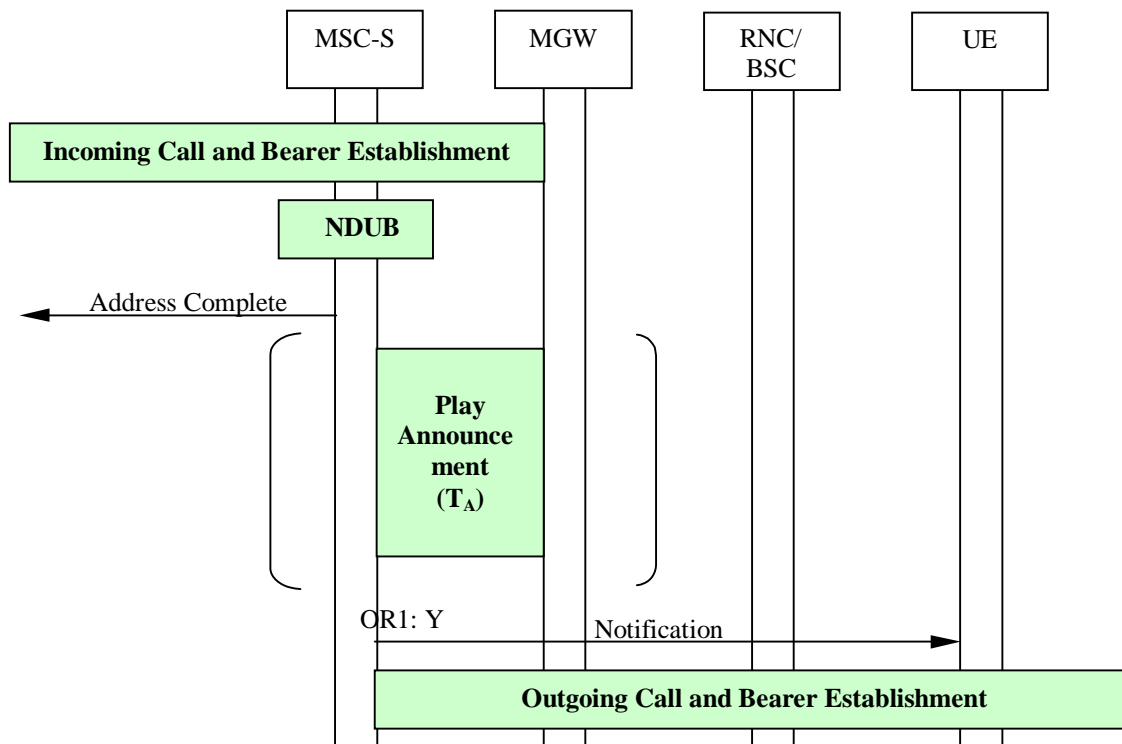 MSC-S
MGW
RNC/
BSC
UE
Incoming Call and Bearer Establishment
NDUB
Address Complete
Play
Announce
ment
(TA)
OR1: Y
Notification
Outgoing Call and Bearer Establishment